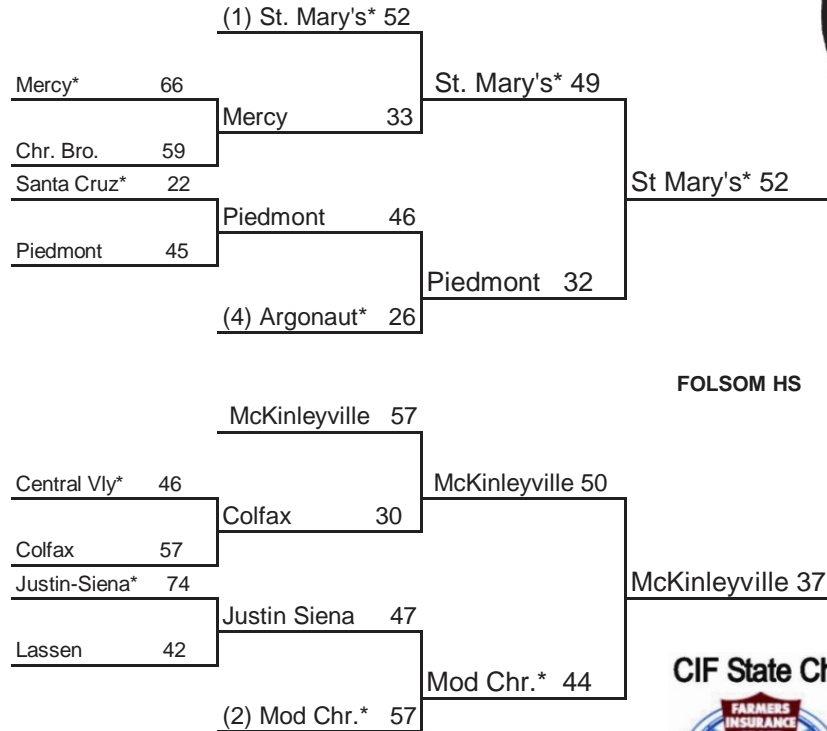 (1) St. Mary's* 52
Mercy* 66
St. Mary's* 49
Mercy 33
Chr. Bro. 59
Santa Cruz* 22
St Mary's* 52
Piedmont 46
Piedmont 45
Piedmont 32
(4) Argonaut* 26
FOLSOM HS
McKinleyville 57
Central Vly* 46
McKinleyville 50
Colfax 30
Colfax 57
Justin-Siena* 74
McKinleyville 37
Justin Siena 47
Lassen 42
CIF State Ch
Mod Chr.* 44
FARMERS
INSURANCE
(2) Mod Chr.* 57